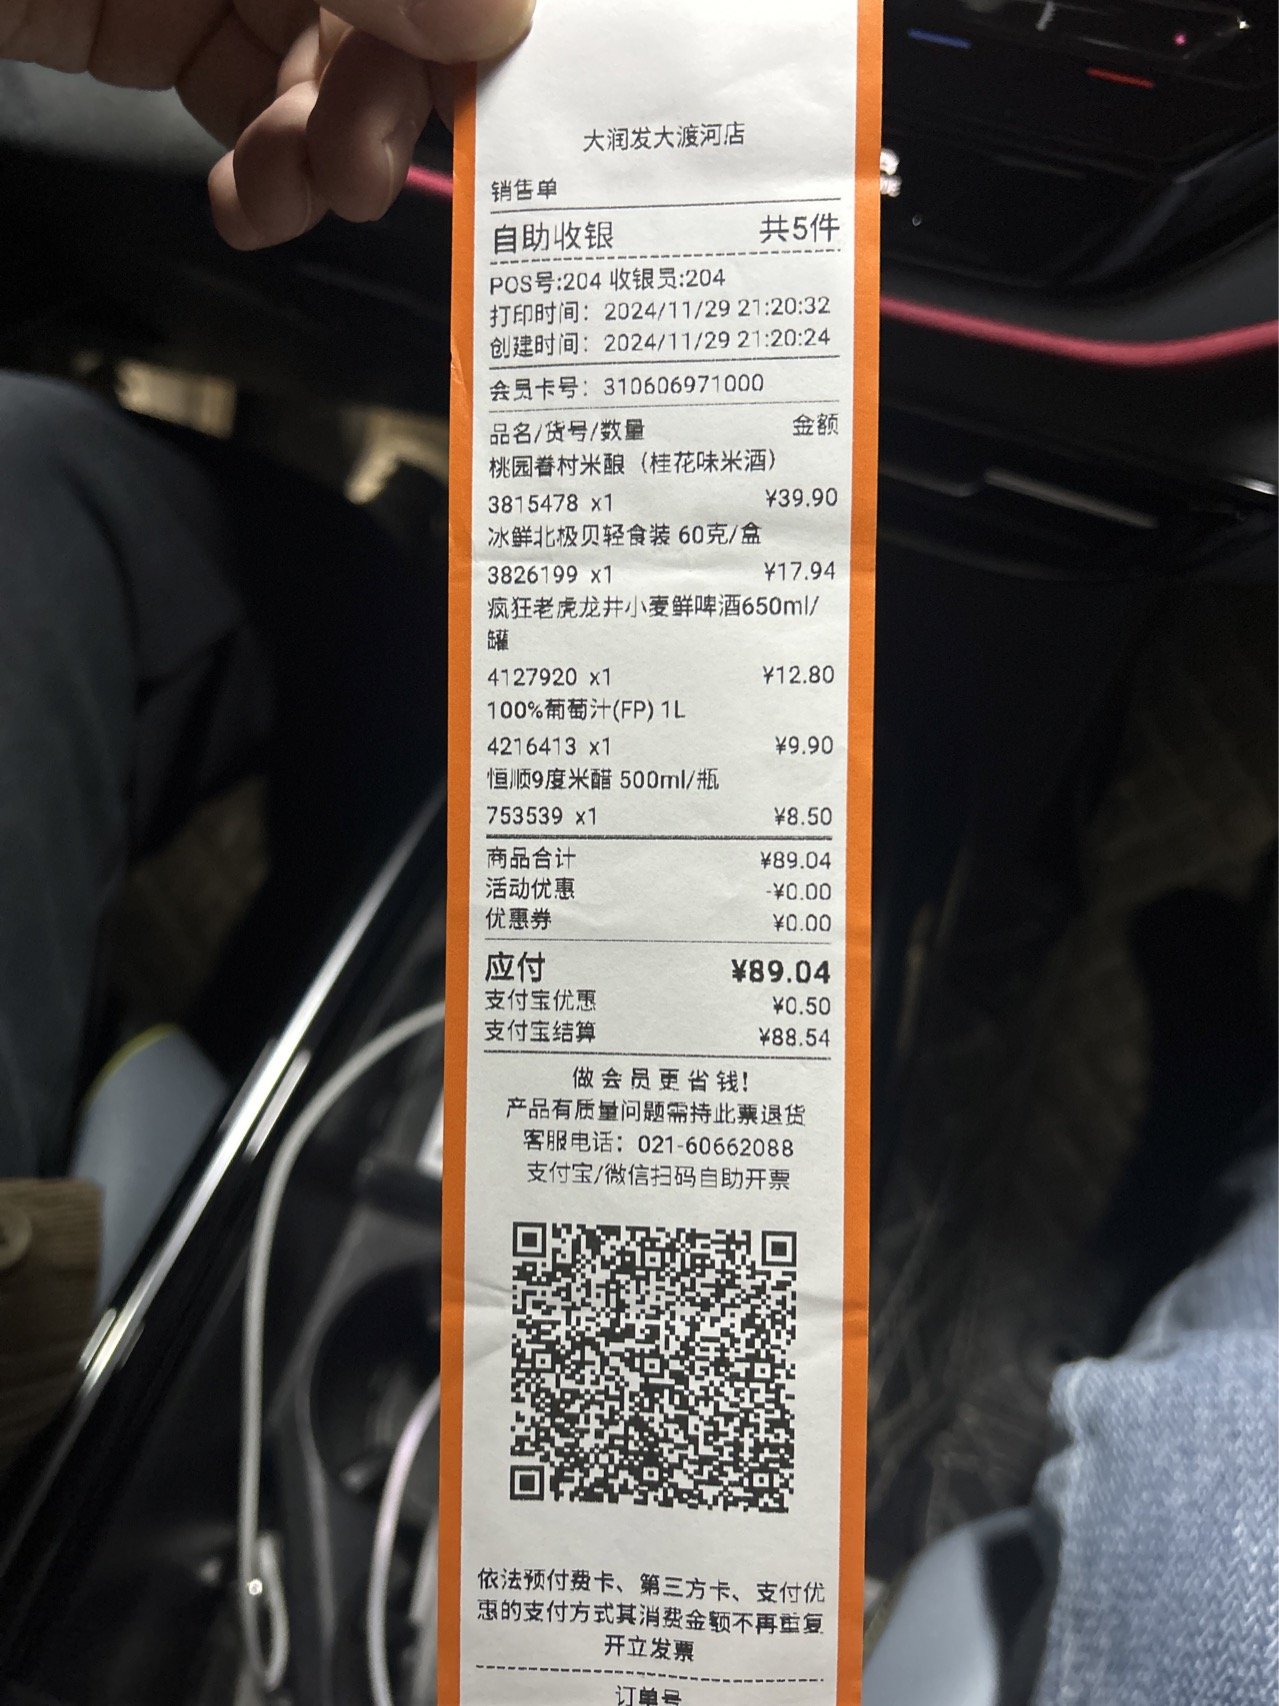 大润发大渡河店
销售单
自助收银 共5件
POS号:204 收银员:204
打印时间: 2024/11/29 21:20:32
创建时间: 2024/11/29 21:20:24
会员卡号: 310606971000
品名/货号/数量 金额
桃园眷村米酿（桂花味米酒）
3815478 x1 ¥39.90
冰鲜北极贝轻食装 60克/盒
3826199 x1 ¥17.94
疯狂老虎龙井小麦鲜啤酒650ml/
罐
4127920 x1 ¥12.80
100%葡萄汁(FP) 1L
4216413 x1 ¥9.90
恒顺9度米醋 500ml/瓶
753539 x1 ¥8.50
商品合计 ¥89.04
活动优惠 -¥0.00
优惠券 ¥0.00
应付 ¥89.04
支付宝优惠 ¥0.50
支付宝结算 ¥88.54
做会员更省钱!
产品有质量问题需持此票退货
客服电话: 021-60662088
支付宝/微信扫码自助开票
依法预付费卡、第三方卡、支付优
惠的支付方式其消费金额不再重复
开立发票
订单号